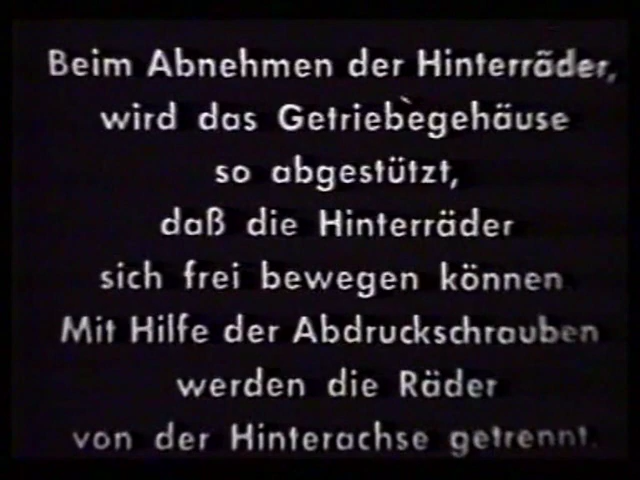 Beim Abnehmen der Hinterräder,
wird das Getriebegehäuse
so abgestützt,
daß die Hinterräder
sich frei bewegen können
Mit Hilfe der Abdruckschrauben
werden die Räder
von der Hinterachse getrennt.